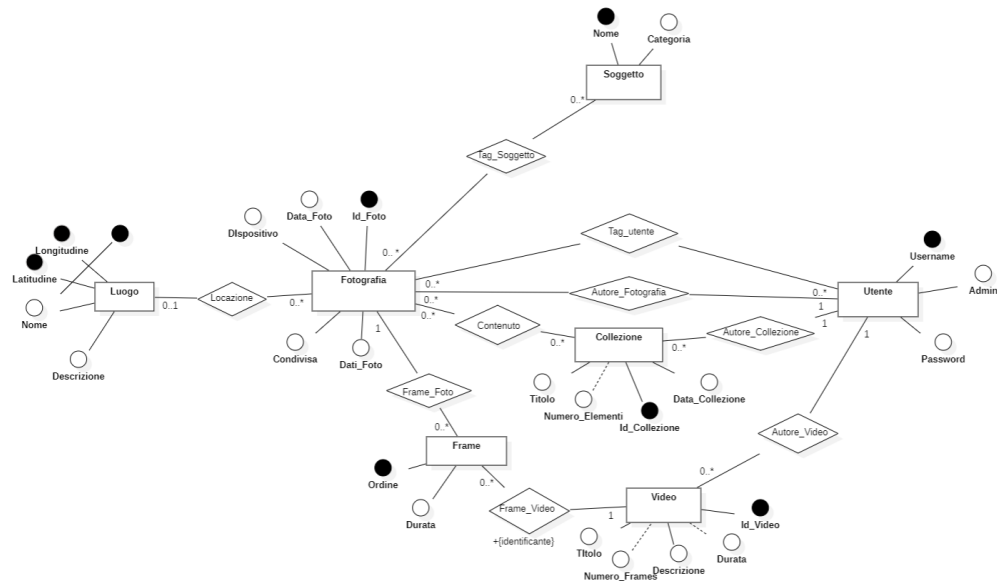 Nome
Categoria
Soggetto
0..*
Tag_Soggetto
Data_Foto
Id_Foto
DIspositivo
Tag_utente
Longitudine
Username
0..*
Latitudine
Fotografia
0..*
Admin
Luogo
Locazione
Autore_Fotografia
Utente
0..1
0..*
0..*
0..*
1
0..*
Contenuto
Collezione
Autore_Collezione
1
Nome
1
0..*
0..*
1
Descrizione
Condivisa
Dati_Foto
Password
Frame_Foto
Titolo
Data_Collezione
Numero_Elementi
Id_Collezione
0..*
Autore_Video
Frame
Ordine
0..*
0..*
Video
Frame_Video
1
Durata
Id_Video
+{identificante}
TItolo
Durata
Descrizione
Numero_Frames